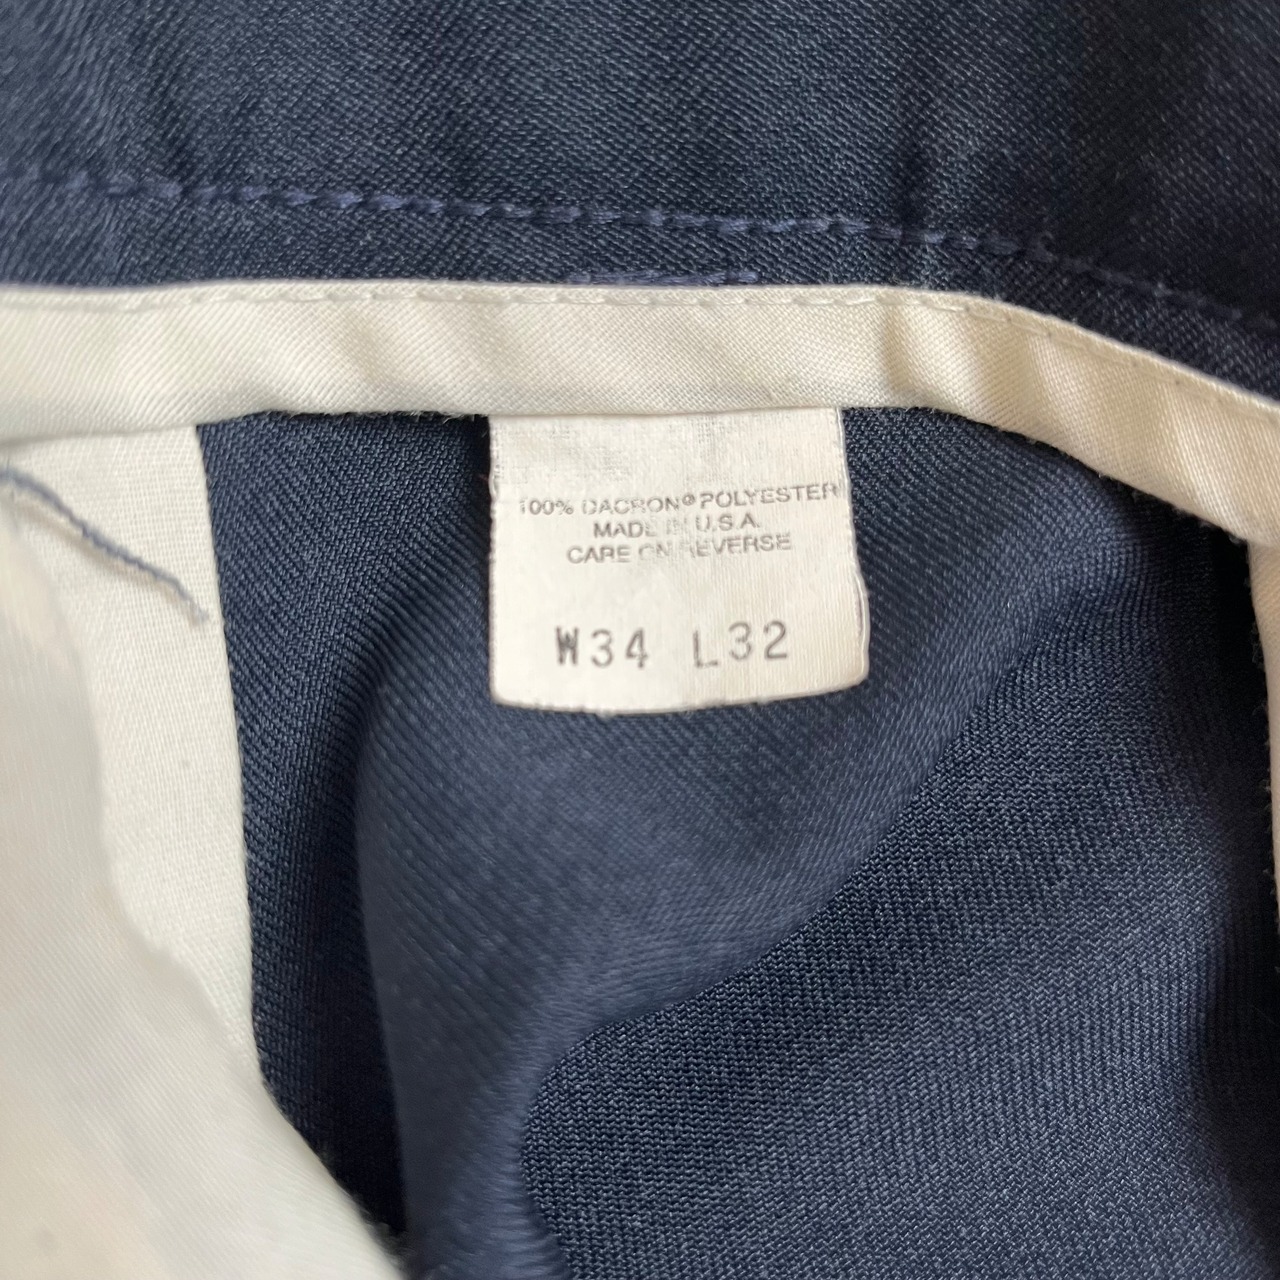 100% DACRON® POLYESTER
MADE IN U.S.A.
CARE ON REVERSE
W34 L32